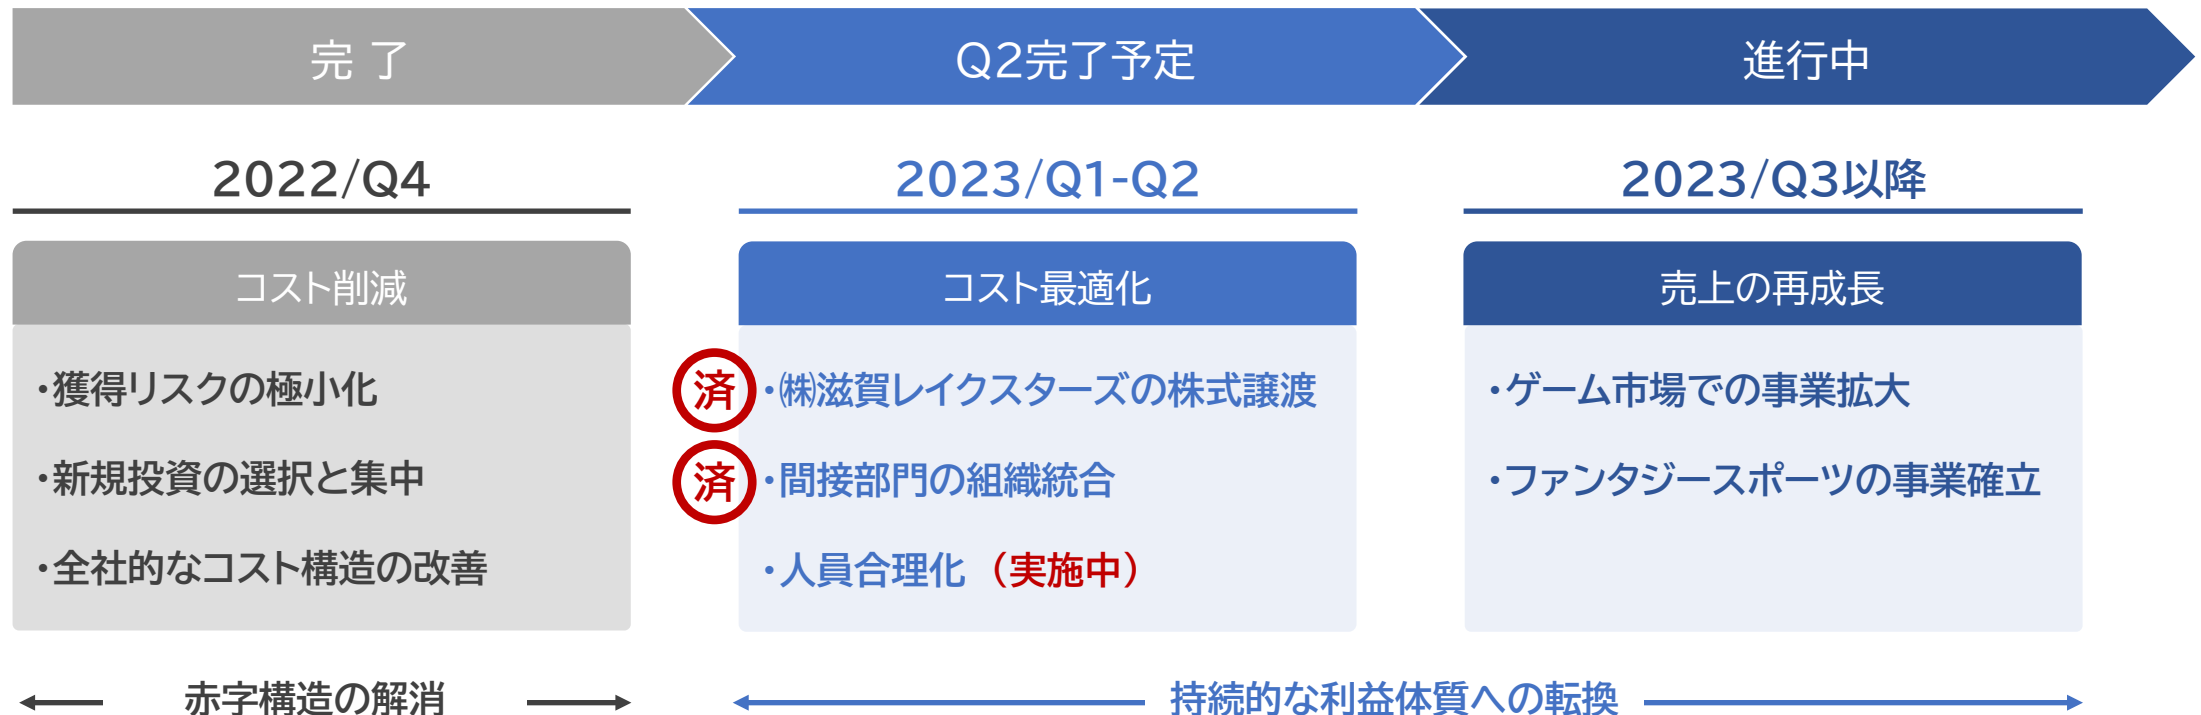 完了
Q2完了予定
進行中
2022/Q4
2023/Q1-Q2
2023/Q3以降
コスト削減
・獲得リスクの極小化
・新規投資の選択と集中
・全社的なコスト構造の改善
コスト最適化
済 ・㈱滋賀レイクスターズの株式譲渡
済 ・間接部門の組織統合
・人員合理化（実施中）
売上の再成長
・ゲーム市場での事業拡大
・ファンタジースポーツの事業確立
赤字構造の解消
持続的な利益体質への転換